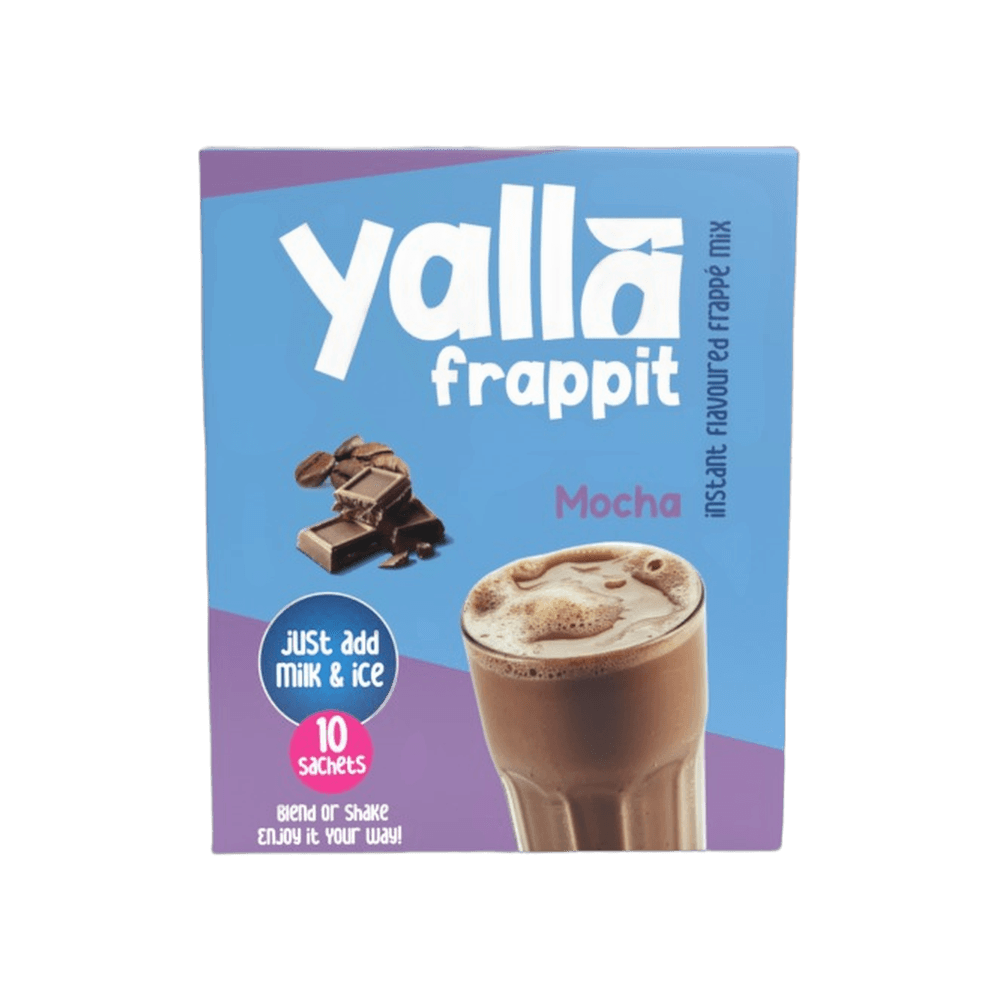 yalla
frappit
instant flavoured frappé mix
Mocha
just add
milk & ice
10
sachets
Blend or Shake
Enjoy it your way!